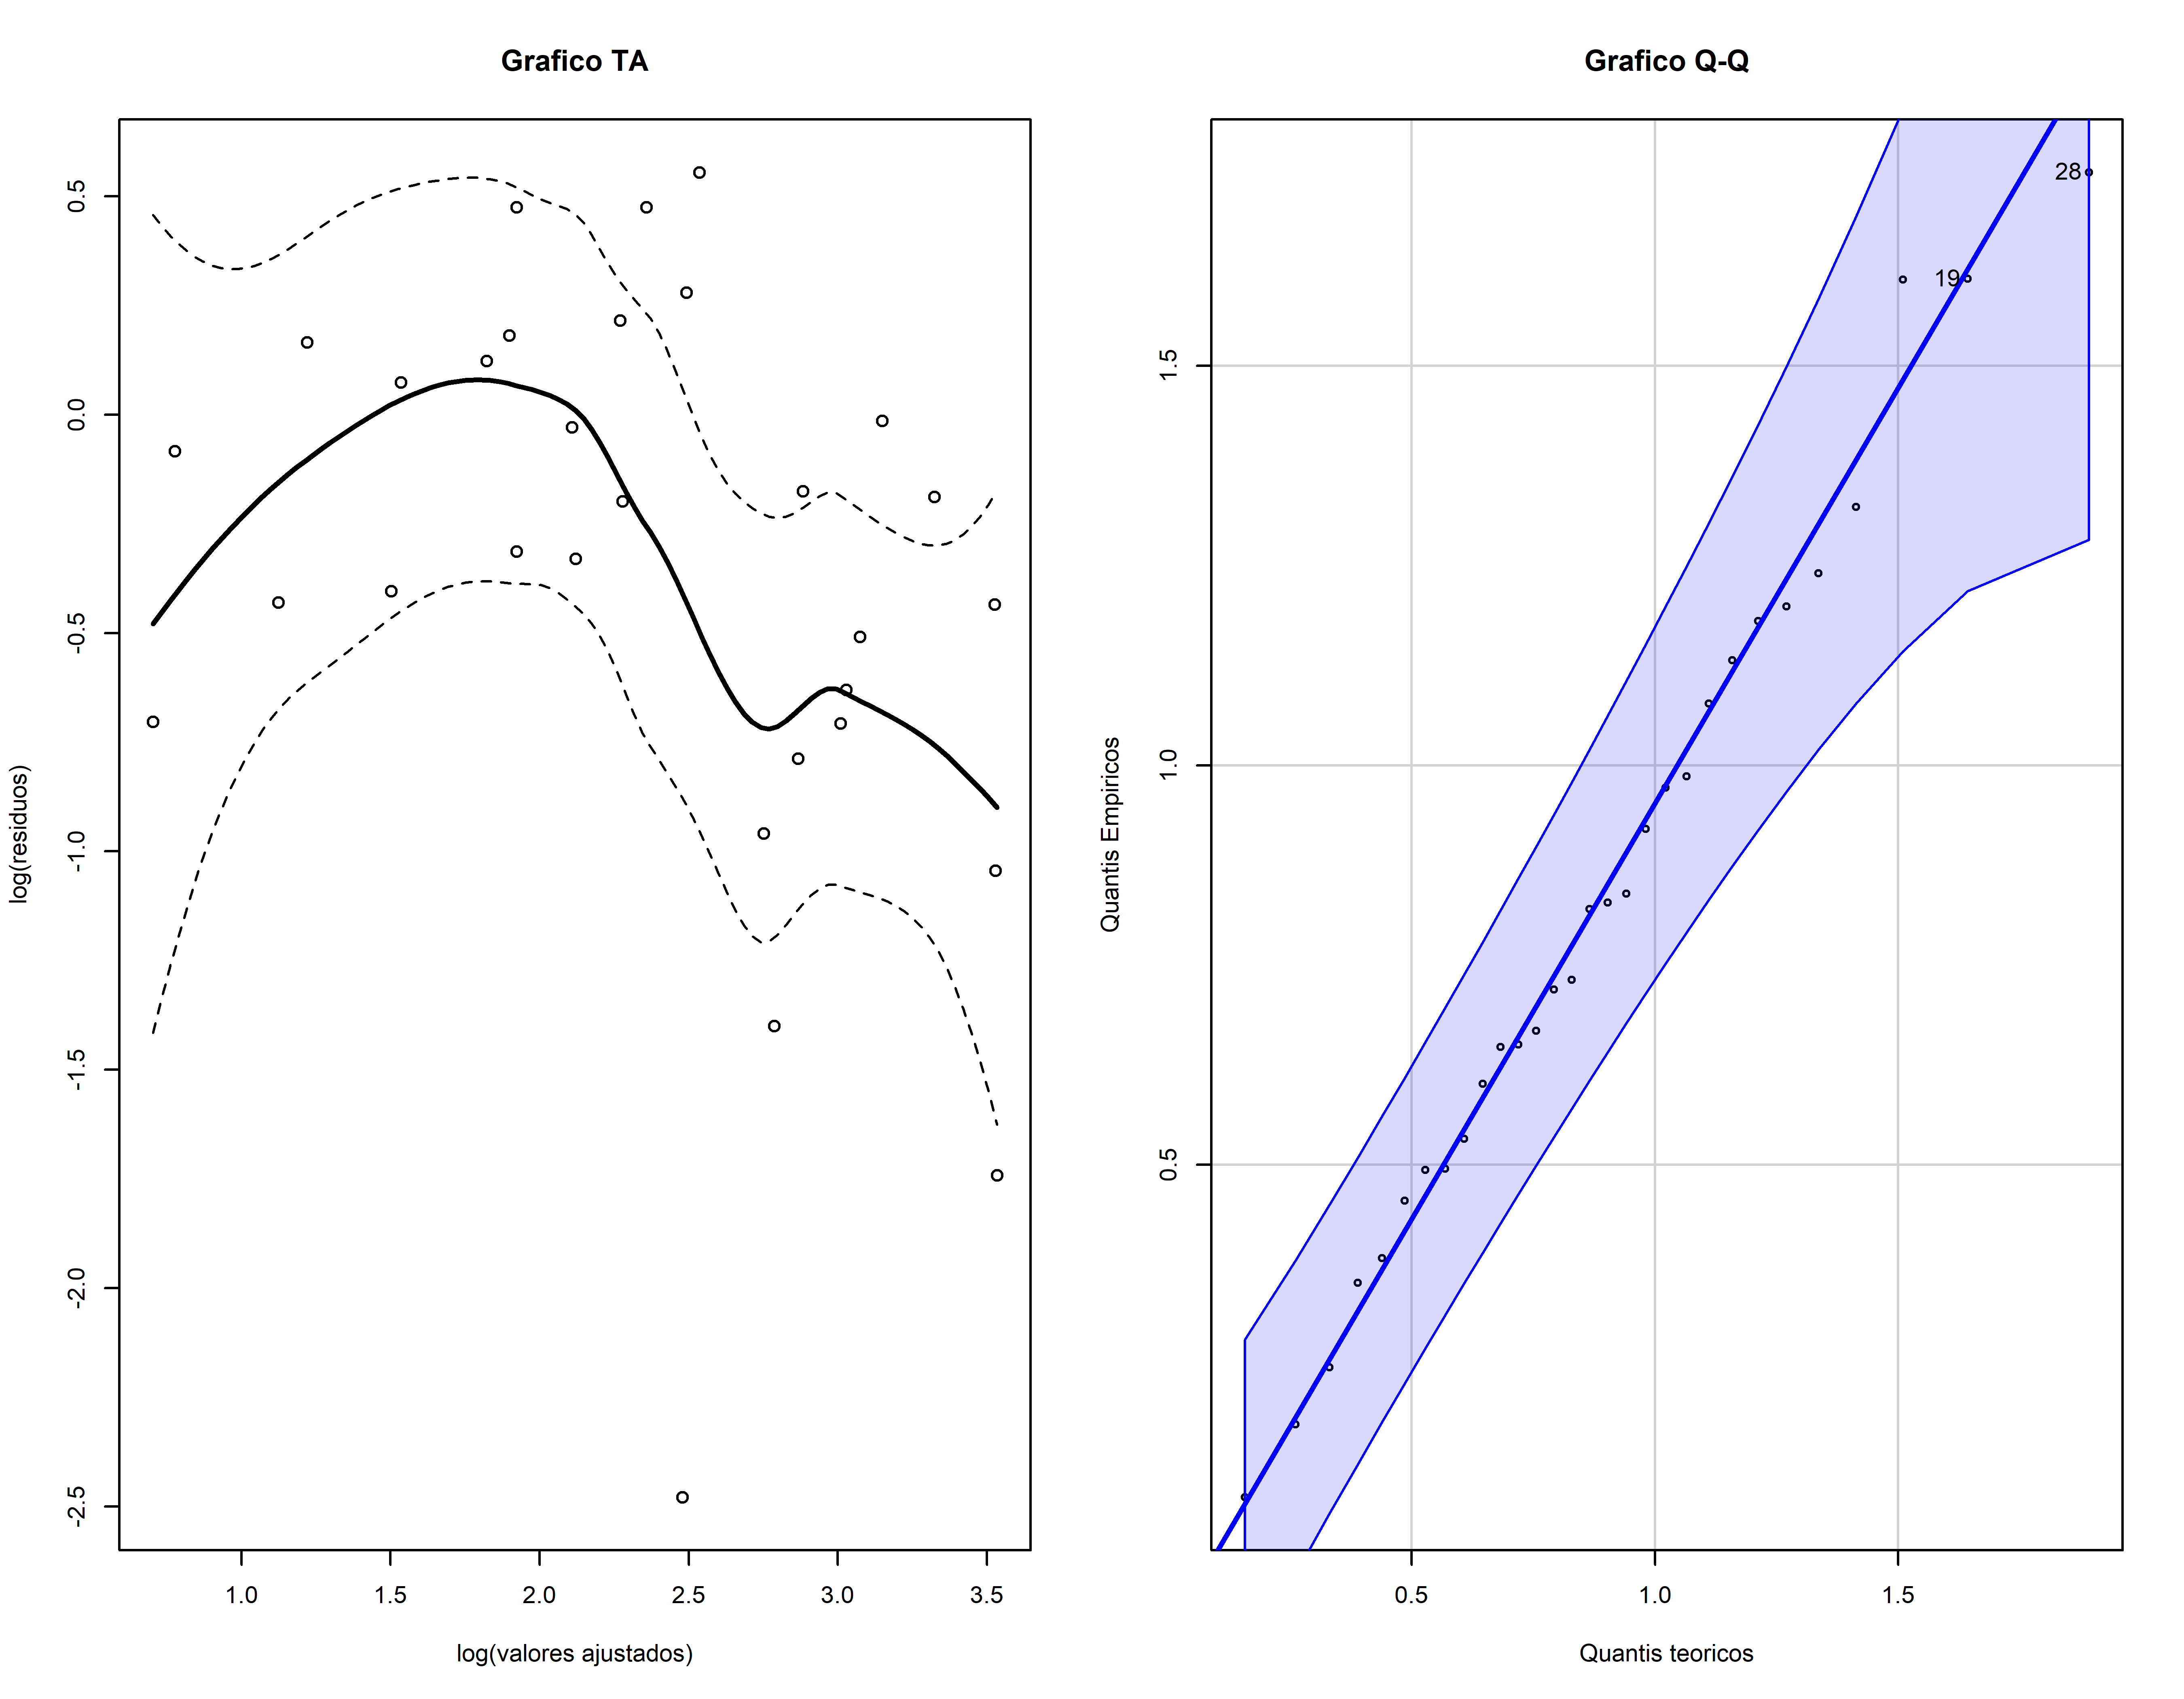 Grafico TA
log(residuos)
0.5
0.0
-0.5
-1.0
-1.5
-2.0
-2.5
1.0 1.5 2.0 2.5 3.0 3.5
log(valores ajustados)
Grafico Q-Q
Quantis Empiricos
1.5
1.0
0.5
28
19
0.5 1.0 1.5
Quantis teoricos